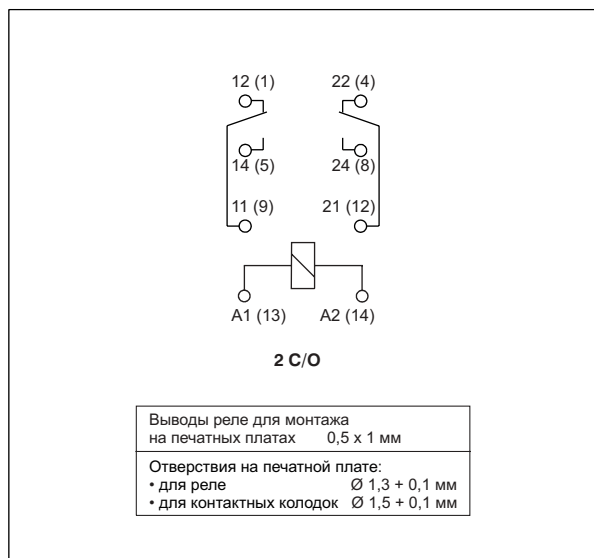 12 (1) 22 (4)
14 (5) 24 (8)
11 (9) 21 (12)
A1 (13) A2 (14)
2 C/O
Выводы реле для монтажа
на печатных платах 0,5 x 1 мм
Отверстия на печатной плате:
• для реле Ø 1,3 + 0,1 мм
• для контактных колодок Ø 1,5 + 0,1 мм